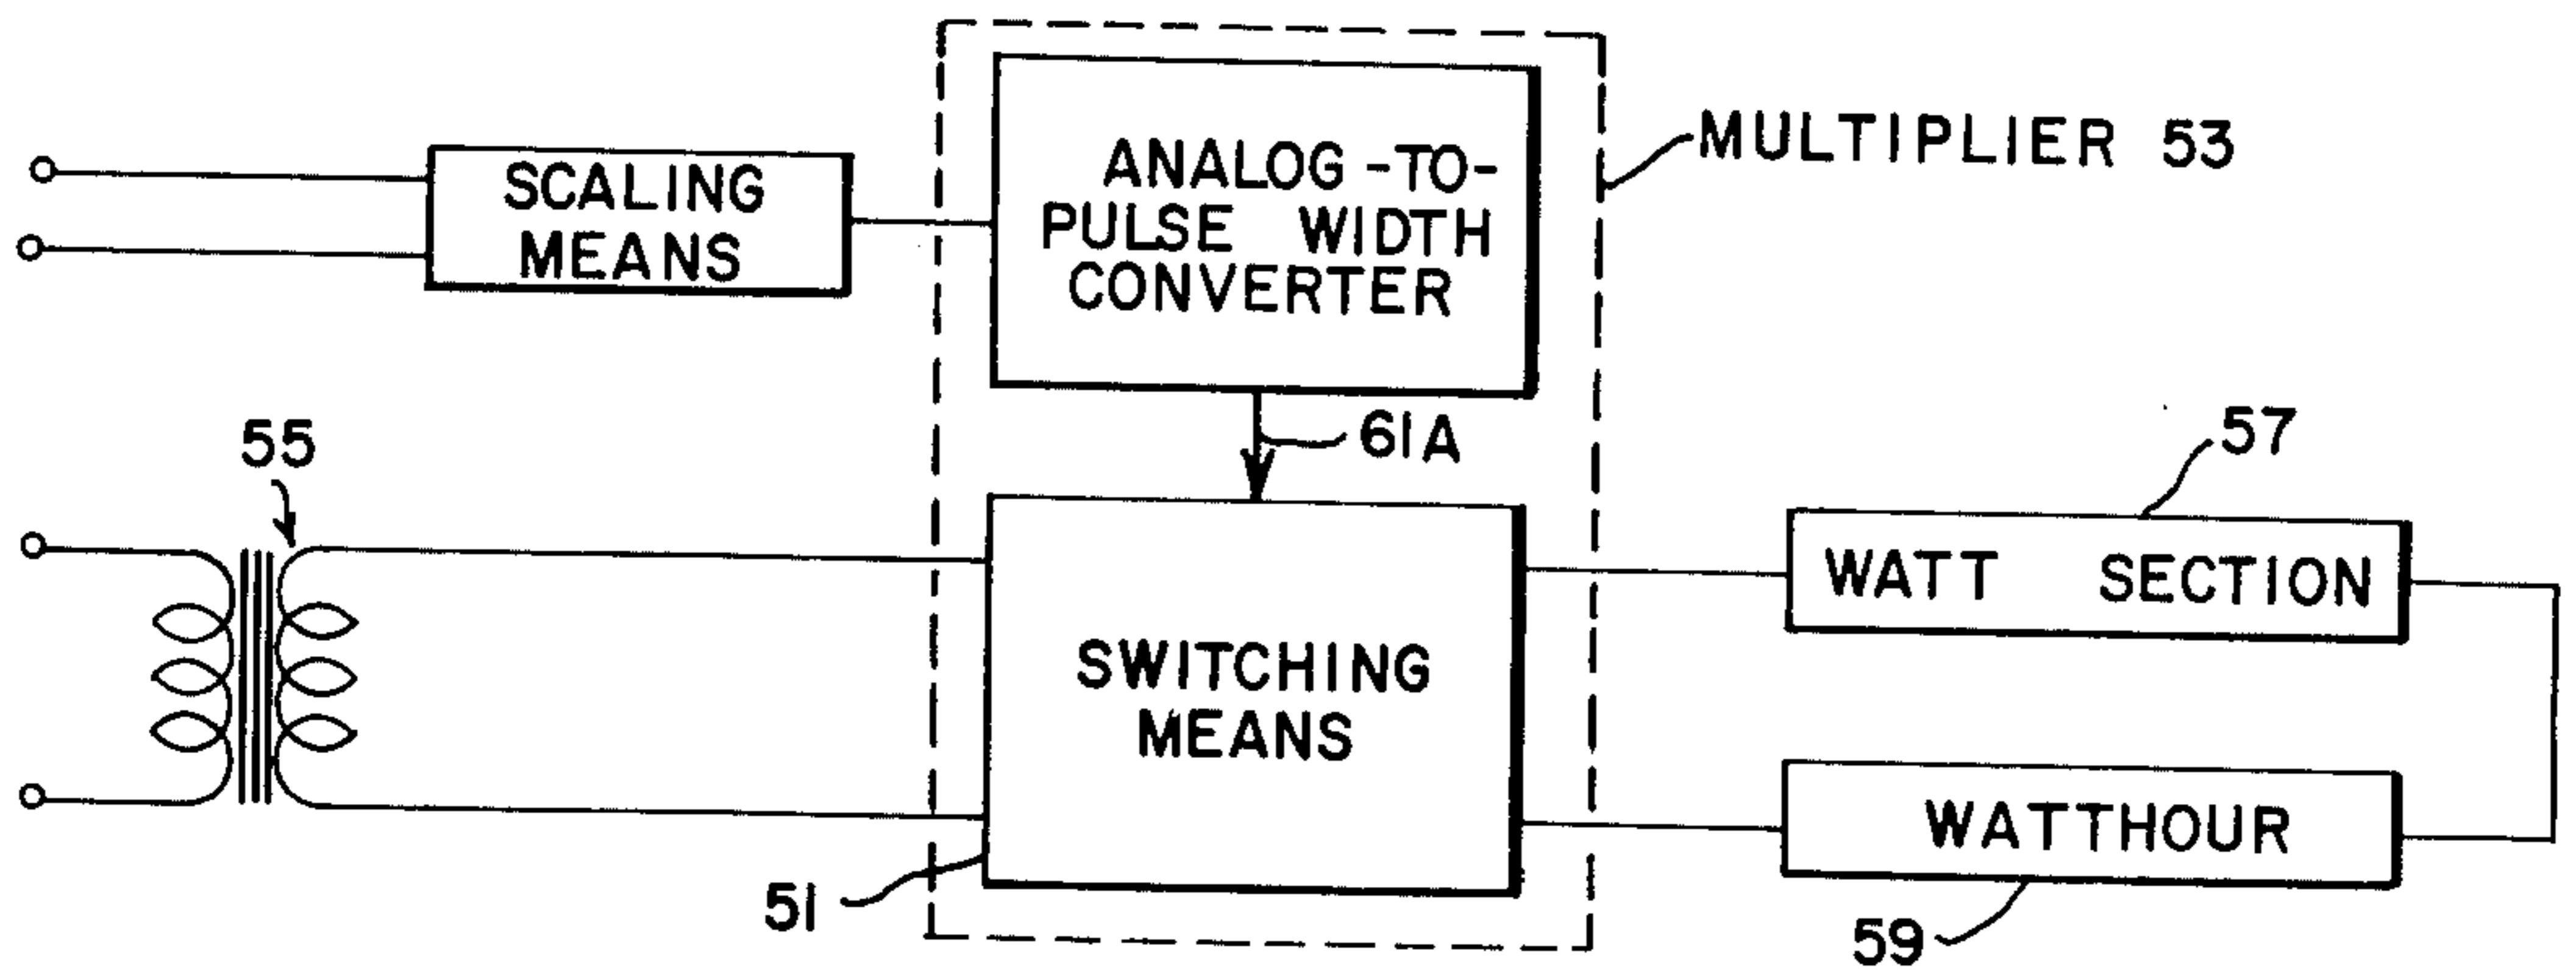 SCALING
MEANS
ANALOG-TO-
PULSE WIDTH
CONVERTER
MULTIPLIER 53
61A
55
57
WATT SECTION
SWITCHING
MEANS
WATTHOUR
51
59